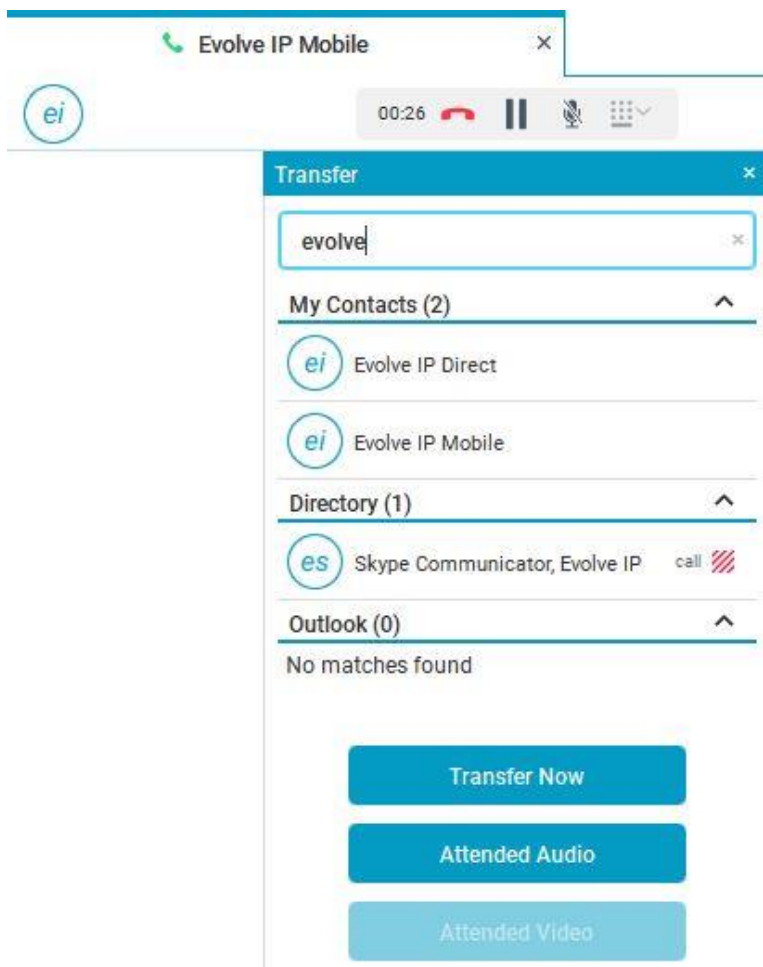 Evolve IP Mobile ×
ei 00:26
Transfer ×
evolve ×
My Contacts (2)
ei Evolve IP Direct
ei Evolve IP Mobile
Directory (1)
es Skype Communicator, Evolve IP call
Outlook (0)
No matches found
Transfer Now
Attended Audio
Attended Video